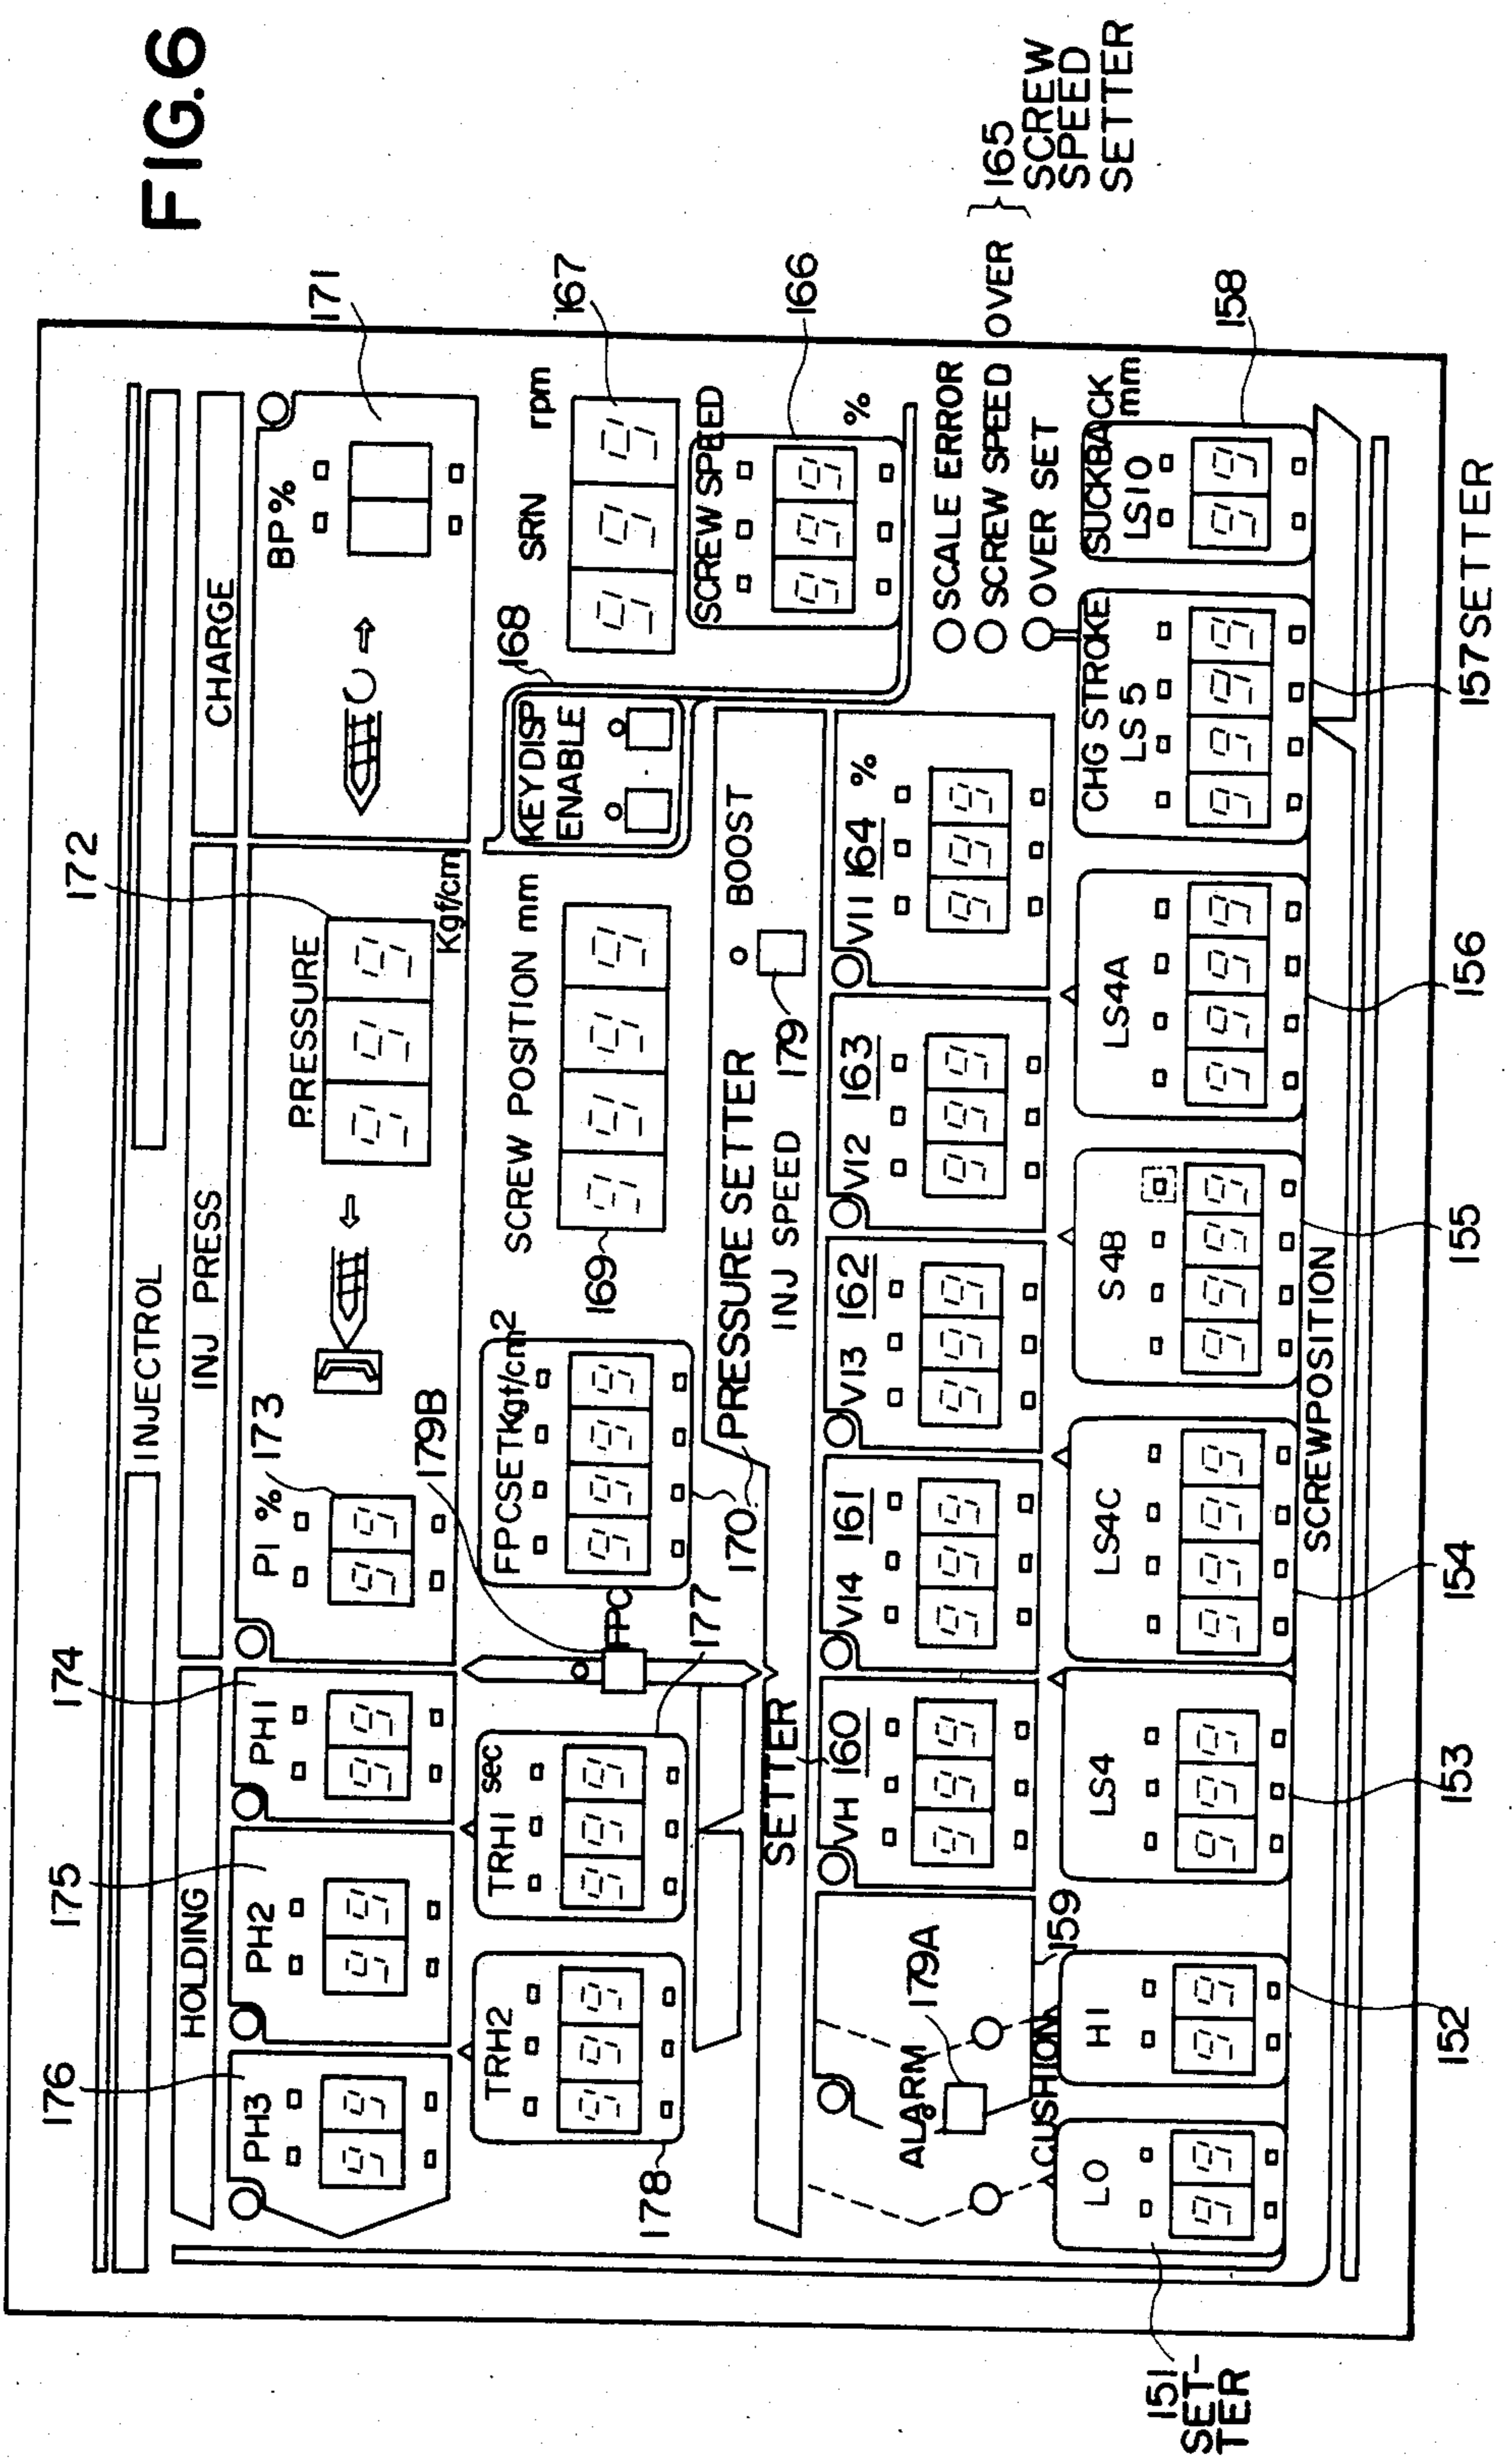 FIG.6
INJECTROL
HOLDING
INJ PRESS
CHARGE
176
175
174
172
171
PH3
PH2
PH1
PI %
173
PRESSURE
Kgf/cm
BP%
179B
TRH2
TRH1 sec
178
177
FPC
FPCSETKgf/cm2
170
SCREW POSITION mm
169
KEYDISP
ENABLE
168
SRN rpm
167
SCREW SPEED
166
%
SETTER
PRESSURE SETTER
INJ SPEED
179
BOOST
ALARM
179A
159
CUSHION
VH 160
VI4 161
VI3 162
VI2 163
VI1 164 %
SCALE ERROR
SCREW SPEED OVER
OVER SET
165
SCREW
SPEED
SETTER
LO
HI
LS4
LS4C
S4B
LS4A
CHG STROKE
LS 5
SUCKBACK
LS10 mm
SCREWPOSITION
151
SET-
TER
152
153
154
155
156
157 SETTER
158